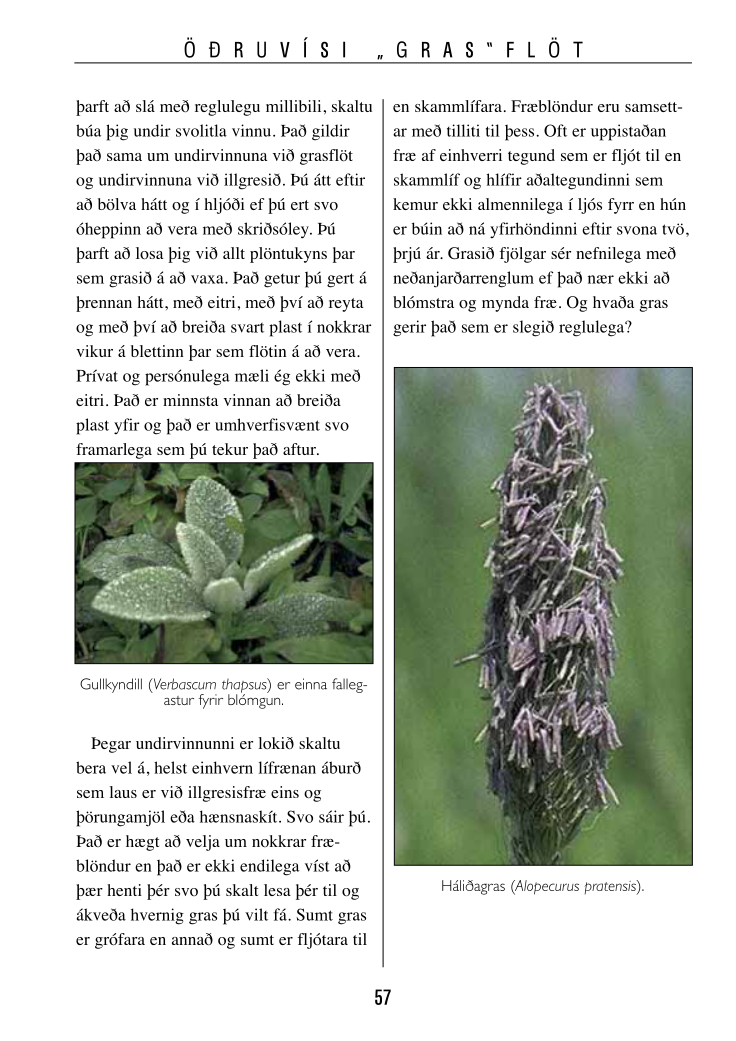 ÖÐRUVÍSI „GRAS‟FLÖT
þarft að slá með reglulegu millibili, skaltu
búa þig undir svolitla vinnu. Það gildir
það sama um undirvinnuna við grasflöt
og undirvinnuna við illgresið. Þú átt eftir
að bölva hátt og í hljóði ef þú ert svo
óheppinn að vera með skriðsóley. Þú
þarft að losa þig við allt plöntukyns þar
sem grasið á að vaxa. Það getur þú gert á
þrennan hátt, með eitri, með því að reyta
og með því að breiða svart plast í nokkrar
vikur á blettinn þar sem flötin á að vera.
Prívat og persónulega mæli ég ekki með
eitri. Það er minnsta vinnan að breiða
plast yfir og það er umhverfisvænt svo
framarlega sem þú tekur það aftur.
Gullkyndill (Verbascum thapsus) er einna falleg-
astur fyrir blómgun.
Þegar undirvinnunni er lokið skaltu
bera vel á, helst einhvern lífrænan áburð
sem laus er við illgresisfræ eins og
þörungamjöl eða hænsnaskít. Svo sáir þú.
Það er hægt að velja um nokkrar fræ-
blöndur en það er ekki endilega víst að
þær henti þér svo þú skalt lesa þér til og
ákveða hvernig gras þú vilt fá. Sumt gras
er grófara en annað og sumt er fljótara til
en skammlífara. Fræblöndur eru samsett-
ar með tilliti til þess. Oft er uppistaðan
fræ af einhverri tegund sem er fljót til en
skammlíf og hlífir aðaltegundinni sem
kemur ekki almennilega í ljós fyrr en hún
er búin að ná yfirhöndinni eftir svona tvö,
þrjú ár. Grasið fjölgar sér nefnilega með
neðanjarðarrenglum ef það nær ekki að
blómstra og mynda fræ. Og hvaða gras
gerir það sem er slegið reglulega?
Háliðagras (Alopecurus pratensis).
57